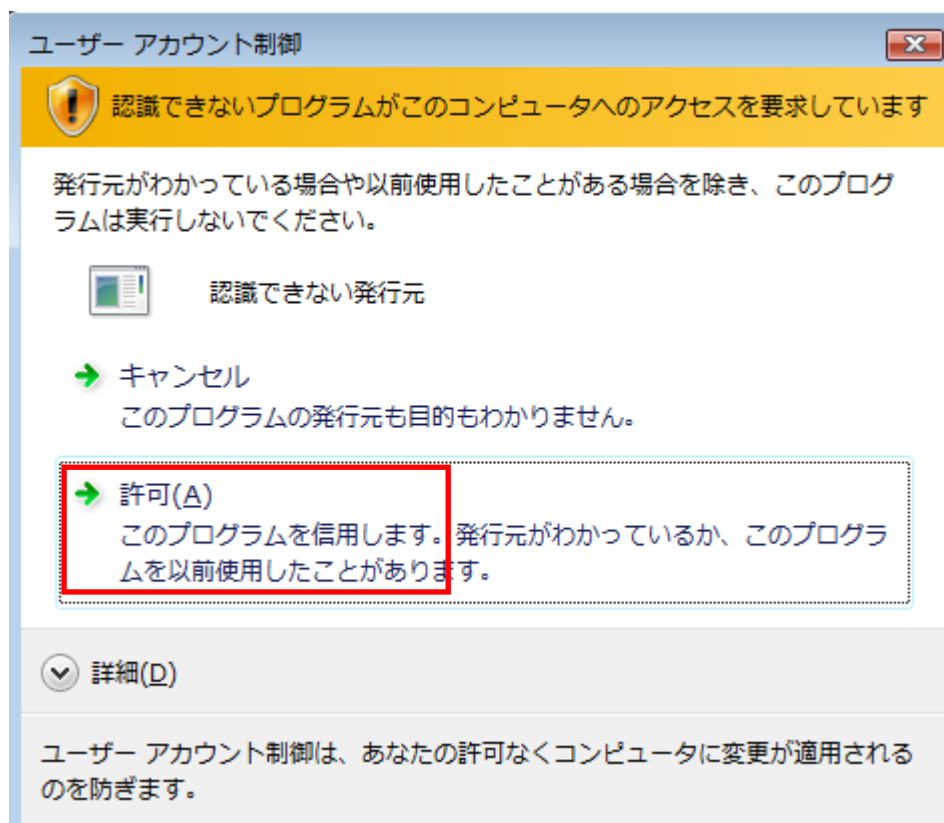 ユーザー アカウント制御
認識できないプログラムがこのコンピュータへのアクセスを要求しています
発行元がわかっている場合や以前使用したことがある場合を除き、このプログ
ラムは実行しないでください。
認識できない発行元
キャンセル
このプログラムの発行元も目的もわかりません。
許可(A)
このプログラムを信用します。発行元がわかっているか、このプログラ
ムを以前使用したことがあります。
詳細(D)
ユーザー アカウント制御は、あなたの許可なくコンピュータに変更が適用される
のを防ぎます。